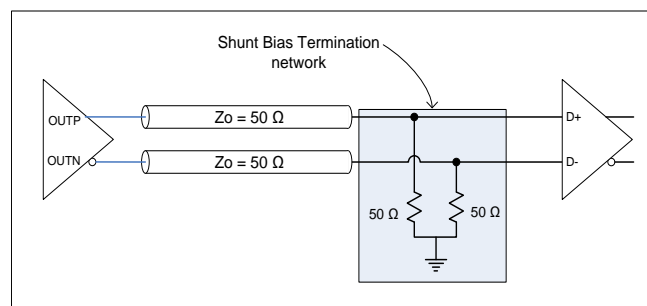 Shunt Bias Termination
network
OUTP
Zo = 50 Ω
D+
OUTN
Zo = 50 Ω
D-
50 Ω
50 Ω